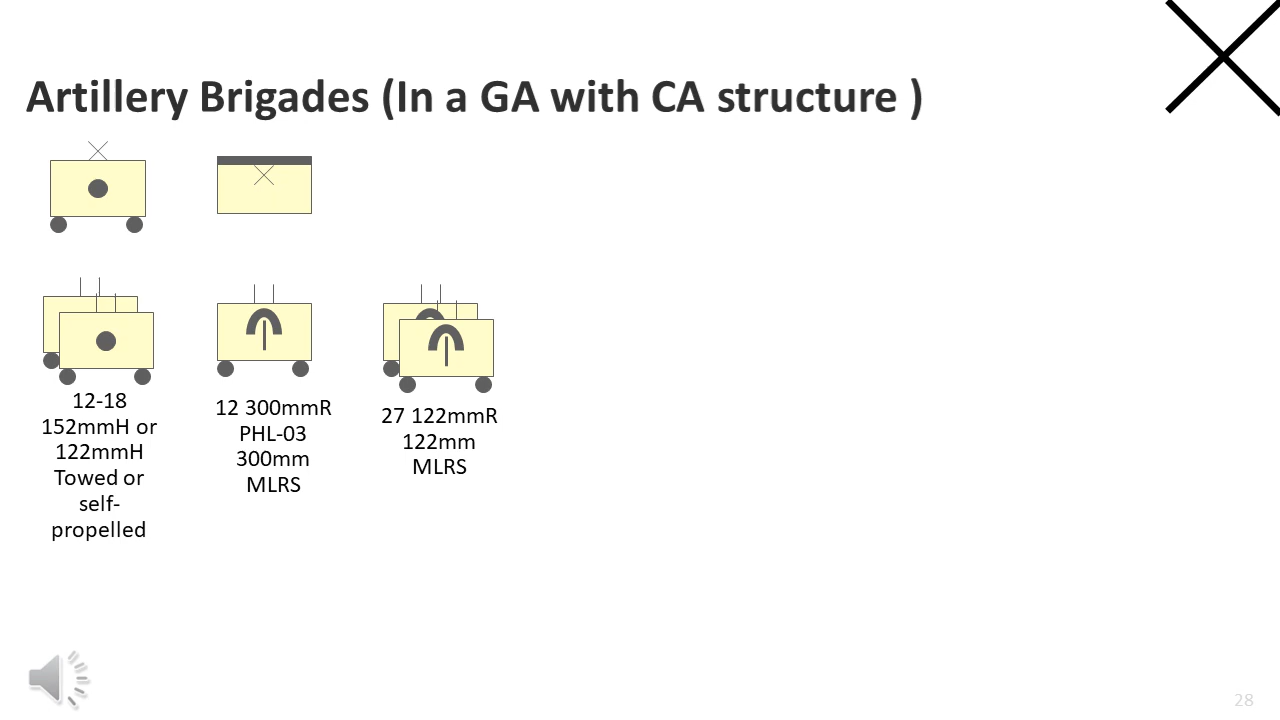 Artillery Brigades (In a GA with CA structure )
12-18
152mmH or
122mmH
Towed or
self-
propelled
12 300mmR
PHL-03
300mm
MLRS
27 122mmR
122mm
MLRS
28